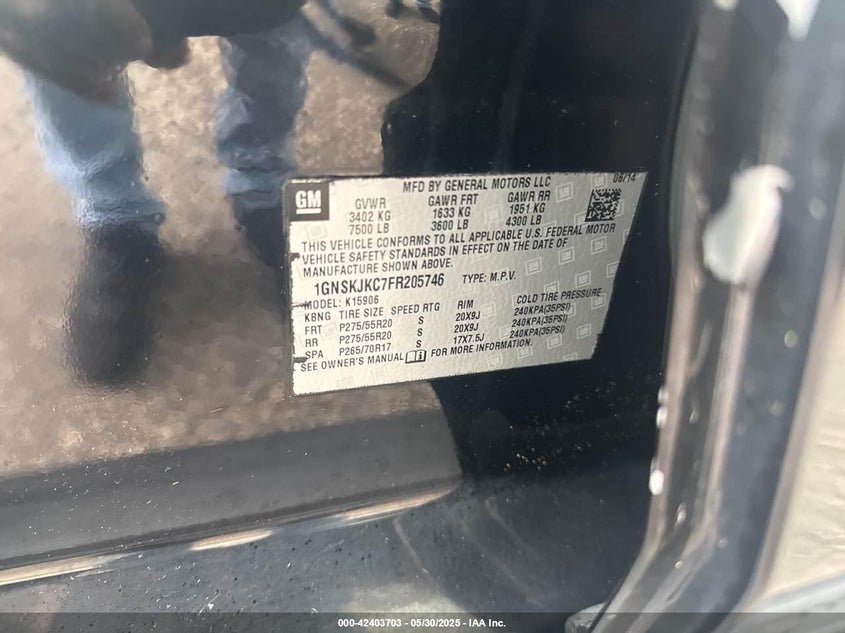 GM
MFD BY GENERAL MOTORS LLC 06/14
GVWR GAWR FRT GAWR RR
3402 KG 1633 KG 1951 KG
7500 LB 3600 LB 4300 LB
THIS VEHICLE CONFORMS TO ALL APPLICABLE U.S. FEDERAL MOTOR
VEHICLE SAFETY STANDARDS IN EFFECT ON THE DATE OF
MANUFACTURE SHOWN ABOVE.
1GNSKJKC7FR205746 TYPE: M.P.V.
MODEL: K15906
KBNG TIRE SIZE SPEED RTG RIM COLD TIRE PRESSURE
FRT P275/55R20 S 20X9J 240KPA(35PSI)
RR P275/55R20 S 20X9J 240KPA(35PSI)
SPA P265/70R17 S 17X7.5J 240KPA(35PSI)
SEE OWNER'S MANUAL FOR MORE INFORMATION.
000-42403703 // 05/30/2025 - IAA Inc.